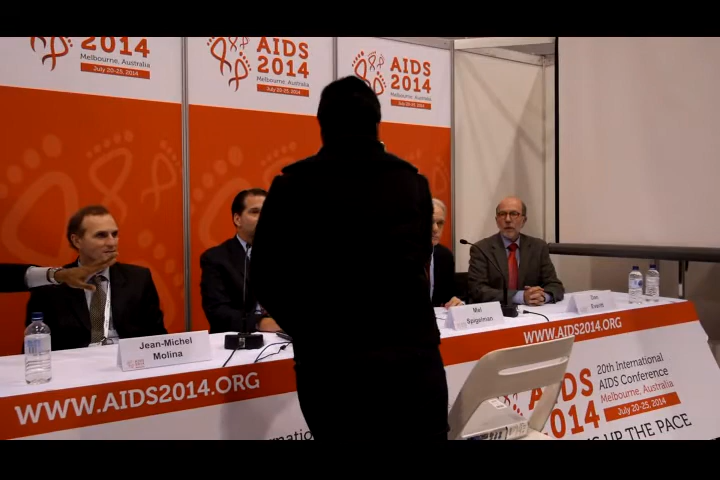 2014
Melbourne, Australia
July 20-25, 2014
AIDS
2014
Melbourne, Australia
July 20-25, 2014
AIDS
2014
Melbourne, Australia
July 20-25, 2014
Jean-Michel
Molina
Mel
Spigelman
WWW.AIDS2014.ORG
WWW.AIDS2014.ORG
AIDS
2014
20th International
AIDS Conference
Melbourne, Australia
July 20-25, 2014
UP THE PACE